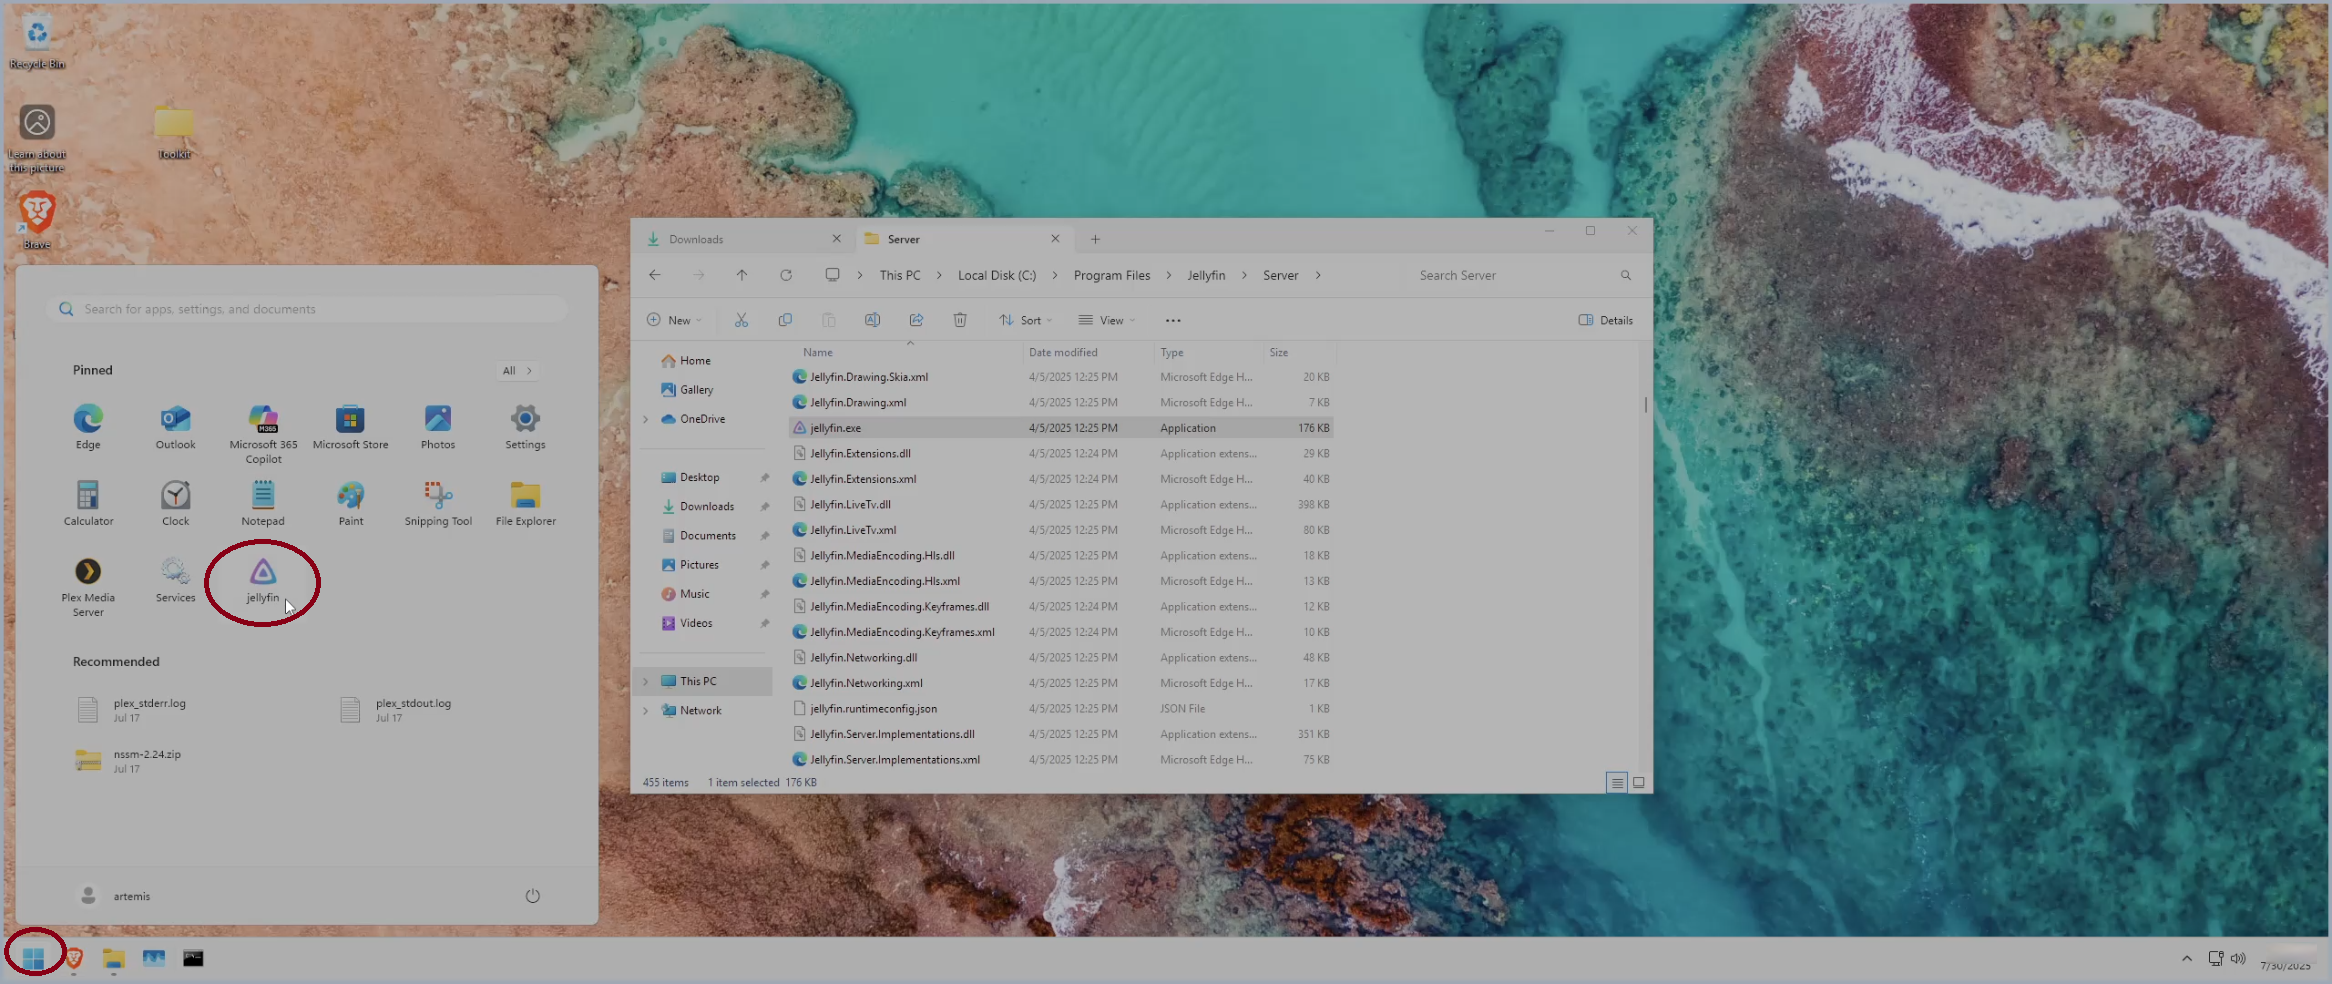 Recycle Bin
Learn about
this picture
Toolkit
Brave
Search for apps, settings, and documents
Pinned
All
Edge
Outlook
Microsoft 365
Copilot
Microsoft Store
Photos
Settings
M365
Calculator
Clock
Notepad
Paint
Snipping Tool
File Explorer
Plex Media
Server
Services
jellyfin
Recommended
plex_stderr.log
Jul 17
plex_stdout.log
Jul 17
nssm-2.24.zip
Jul 17
artemis
Downloads
Server
This PC
Local Disk (C:)
Program Files
Jellyfin
Server
Search Server
New
Sort
View
Details
Home
Gallery
OneDrive
Desktop
Downloads
Documents
Pictures
Music
Videos
This PC
Network
Name Date modified Type Size
Jellyfin.Drawing.Skia.xml 4/5/2025 12:25 PM Microsoft Edge H... 20 KB
Jellyfin.Drawing.xml 4/5/2025 12:25 PM Microsoft Edge H... 7 KB
jellyfin.exe 4/5/2025 12:25 PM Application 176 KB
Jellyfin.Extensions.dll 4/5/2025 12:24 PM Application extens... 29 KB
Jellyfin.Extensions.xml 4/5/2025 12:24 PM Microsoft Edge H... 40 KB
Jellyfin.LiveTv.dll 4/5/2025 12:25 PM Application extens... 398 KB
Jellyfin.LiveTv.xml 4/5/2025 12:25 PM Microsoft Edge H... 80 KB
Jellyfin.MediaEncoding.Hls.dll 4/5/2025 12:25 PM Application extens... 18 KB
Jellyfin.MediaEncoding.Hls.xml 4/5/2025 12:25 PM Microsoft Edge H... 13 KB
Jellyfin.MediaEncoding.Keyframes.dll 4/5/2025 12:24 PM Application extens... 12 KB
Jellyfin.MediaEncoding.Keyframes.xml 4/5/2025 12:24 PM Microsoft Edge H... 10 KB
Jellyfin.Networking.dll 4/5/2025 12:25 PM Application extens... 48 KB
Jellyfin.Networking.xml 4/5/2025 12:25 PM Microsoft Edge H... 17 KB
jellyfin.runtimeconfig.json 4/5/2025 12:25 PM JSON File 1 KB
Jellyfin.Server.Implementations.dll 4/5/2025 12:25 PM Application extens... 351 KB
Jellyfin.Server.Implementations.xml 4/5/2025 12:25 PM Microsoft Edge H... 75 KB
455 items 1 item selected 176 KB
7/30/2025